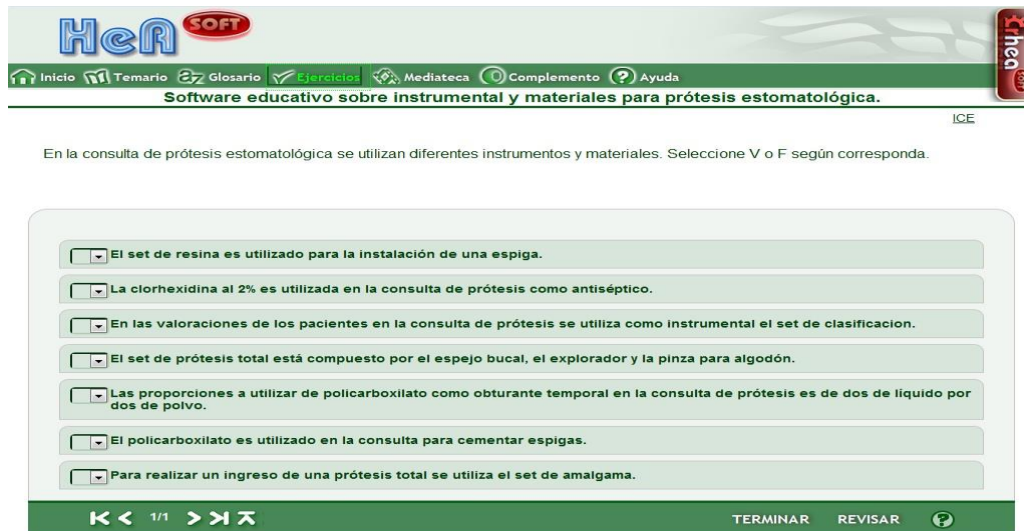 HeA SOFT
Crhea
Inicio Temario Glosario Ejercicios Mediateca Complemento Ayuda
Software educativo sobre instrumental y materiales para prótesis estomatológica.
ICE
En la consulta de prótesis estomatológica se utilizan diferentes instrumentos y materiales. Seleccione V o F según corresponda.
El set de resina es utilizado para la instalación de una espiga.
La clorhexidina al 2% es utilizada en la consulta de prótesis como antiséptico.
En las valoraciones de los pacientes en la consulta de prótesis se utiliza como instrumental el set de clasificacion.
El set de prótesis total está compuesto por el espejo bucal, el explorador y la pinza para algodón.
Las proporciones a utilizar de policarboxilato como obturante temporal en la consulta de prótesis es de dos de líquido por
dos de polvo.
El policarboxilato es utilizado en la consulta para cementar espigas.
Para realizar un ingreso de una prótesis total se utiliza el set de amalgama.
1/1 TERMINAR REVISAR ?